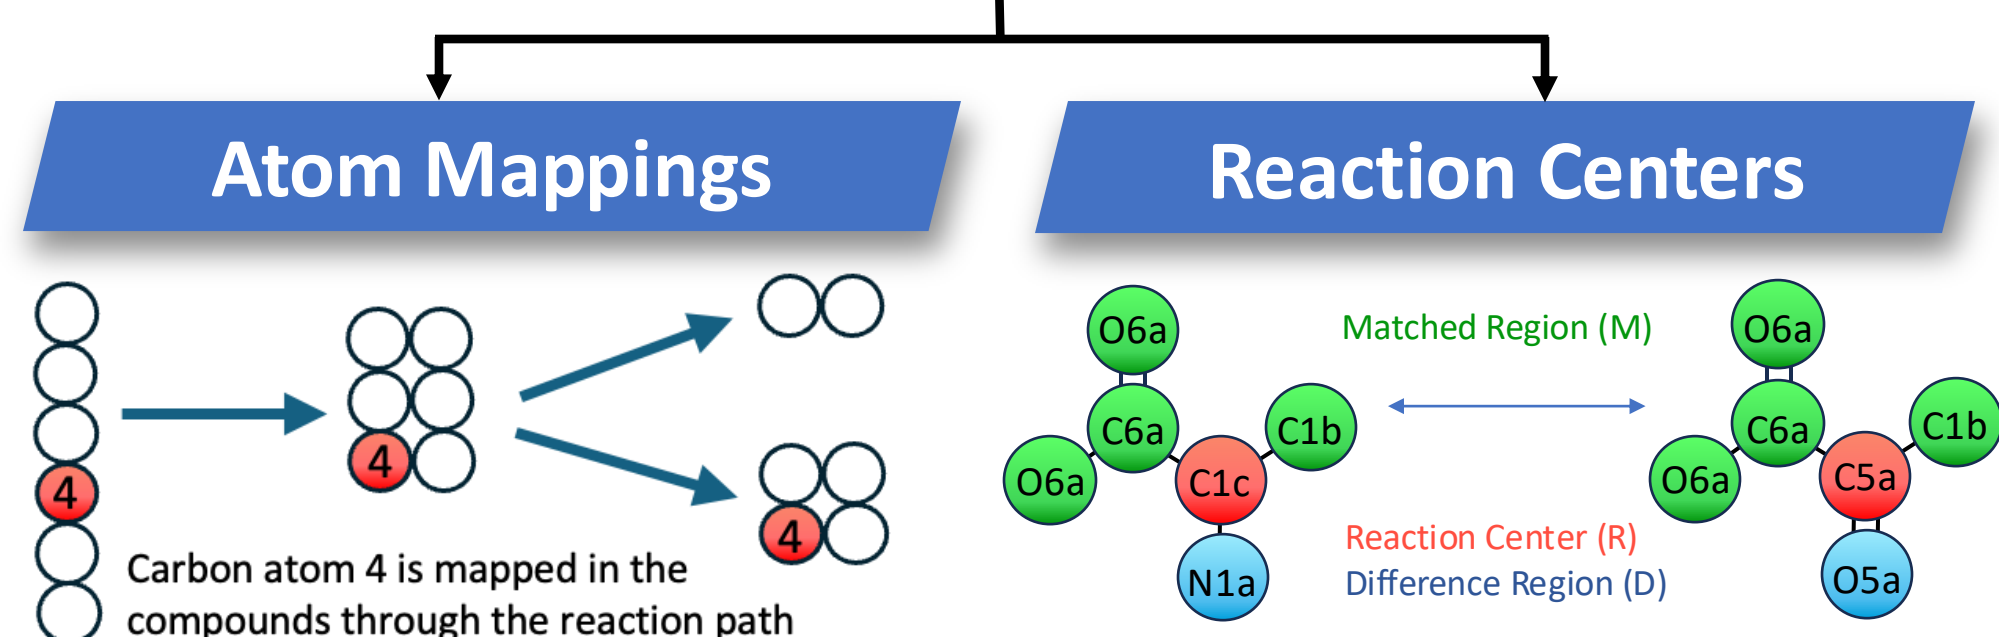 Atom Mappings
Reaction Centers
4
4
4
Carbon atom 4 is mapped in the
compounds through the reaction path
O6a
C6a
O6a
C1c
C1b
N1a
Matched Region (M)
Reaction Center (R)
Difference Region (D)
O6a
C6a
O6a
C5a
C1b
O5a